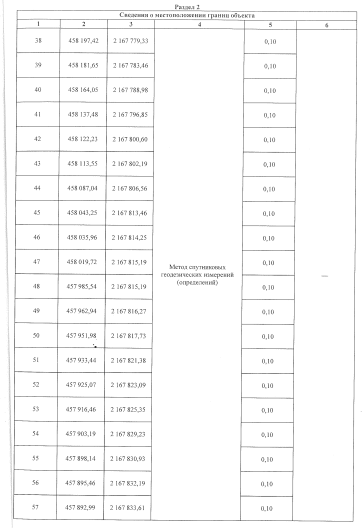 Раздел 2
Сведения о местоположении границ объекта
1 2 3 4 5 6
38 458 197,42 2 167 779,33 0,10
39 458 181,65 2 167 783,46 0,10
40 458 164,05 2 167 788,98 0,10
41 458 137,48 2 167 796,85 0,10
42 458 122,23 2 167 800,60 0,10
43 458 113,55 2 167 802,19 0,10
44 458 087,04 2 167 806,56 0,10
45 458 043,25 2 167 813,46 0,10
46 458 035,96 2 167 814,25 0,10
47 458 019,72 2 167 815,19 0,10
Метод спутниковых
геодезических измерений
(определений)
—
48 457 985,54 2 167 815,19 0,10
49 457 962,94 2 167 816,27 0,10
50 457 951,98 2 167 817,73 0,10
51 457 933,44 2 167 821,38 0,10
52 457 925,07 2 167 823,09 0,10
53 457 916,46 2 167 825,35 0,10
54 457 903,19 2 167 829,23 0,10
55 457 898,14 2 167 830,93 0,10
56 457 895,46 2 167 832,19 0,10
57 457 892,99 2 167 833,61 0,10